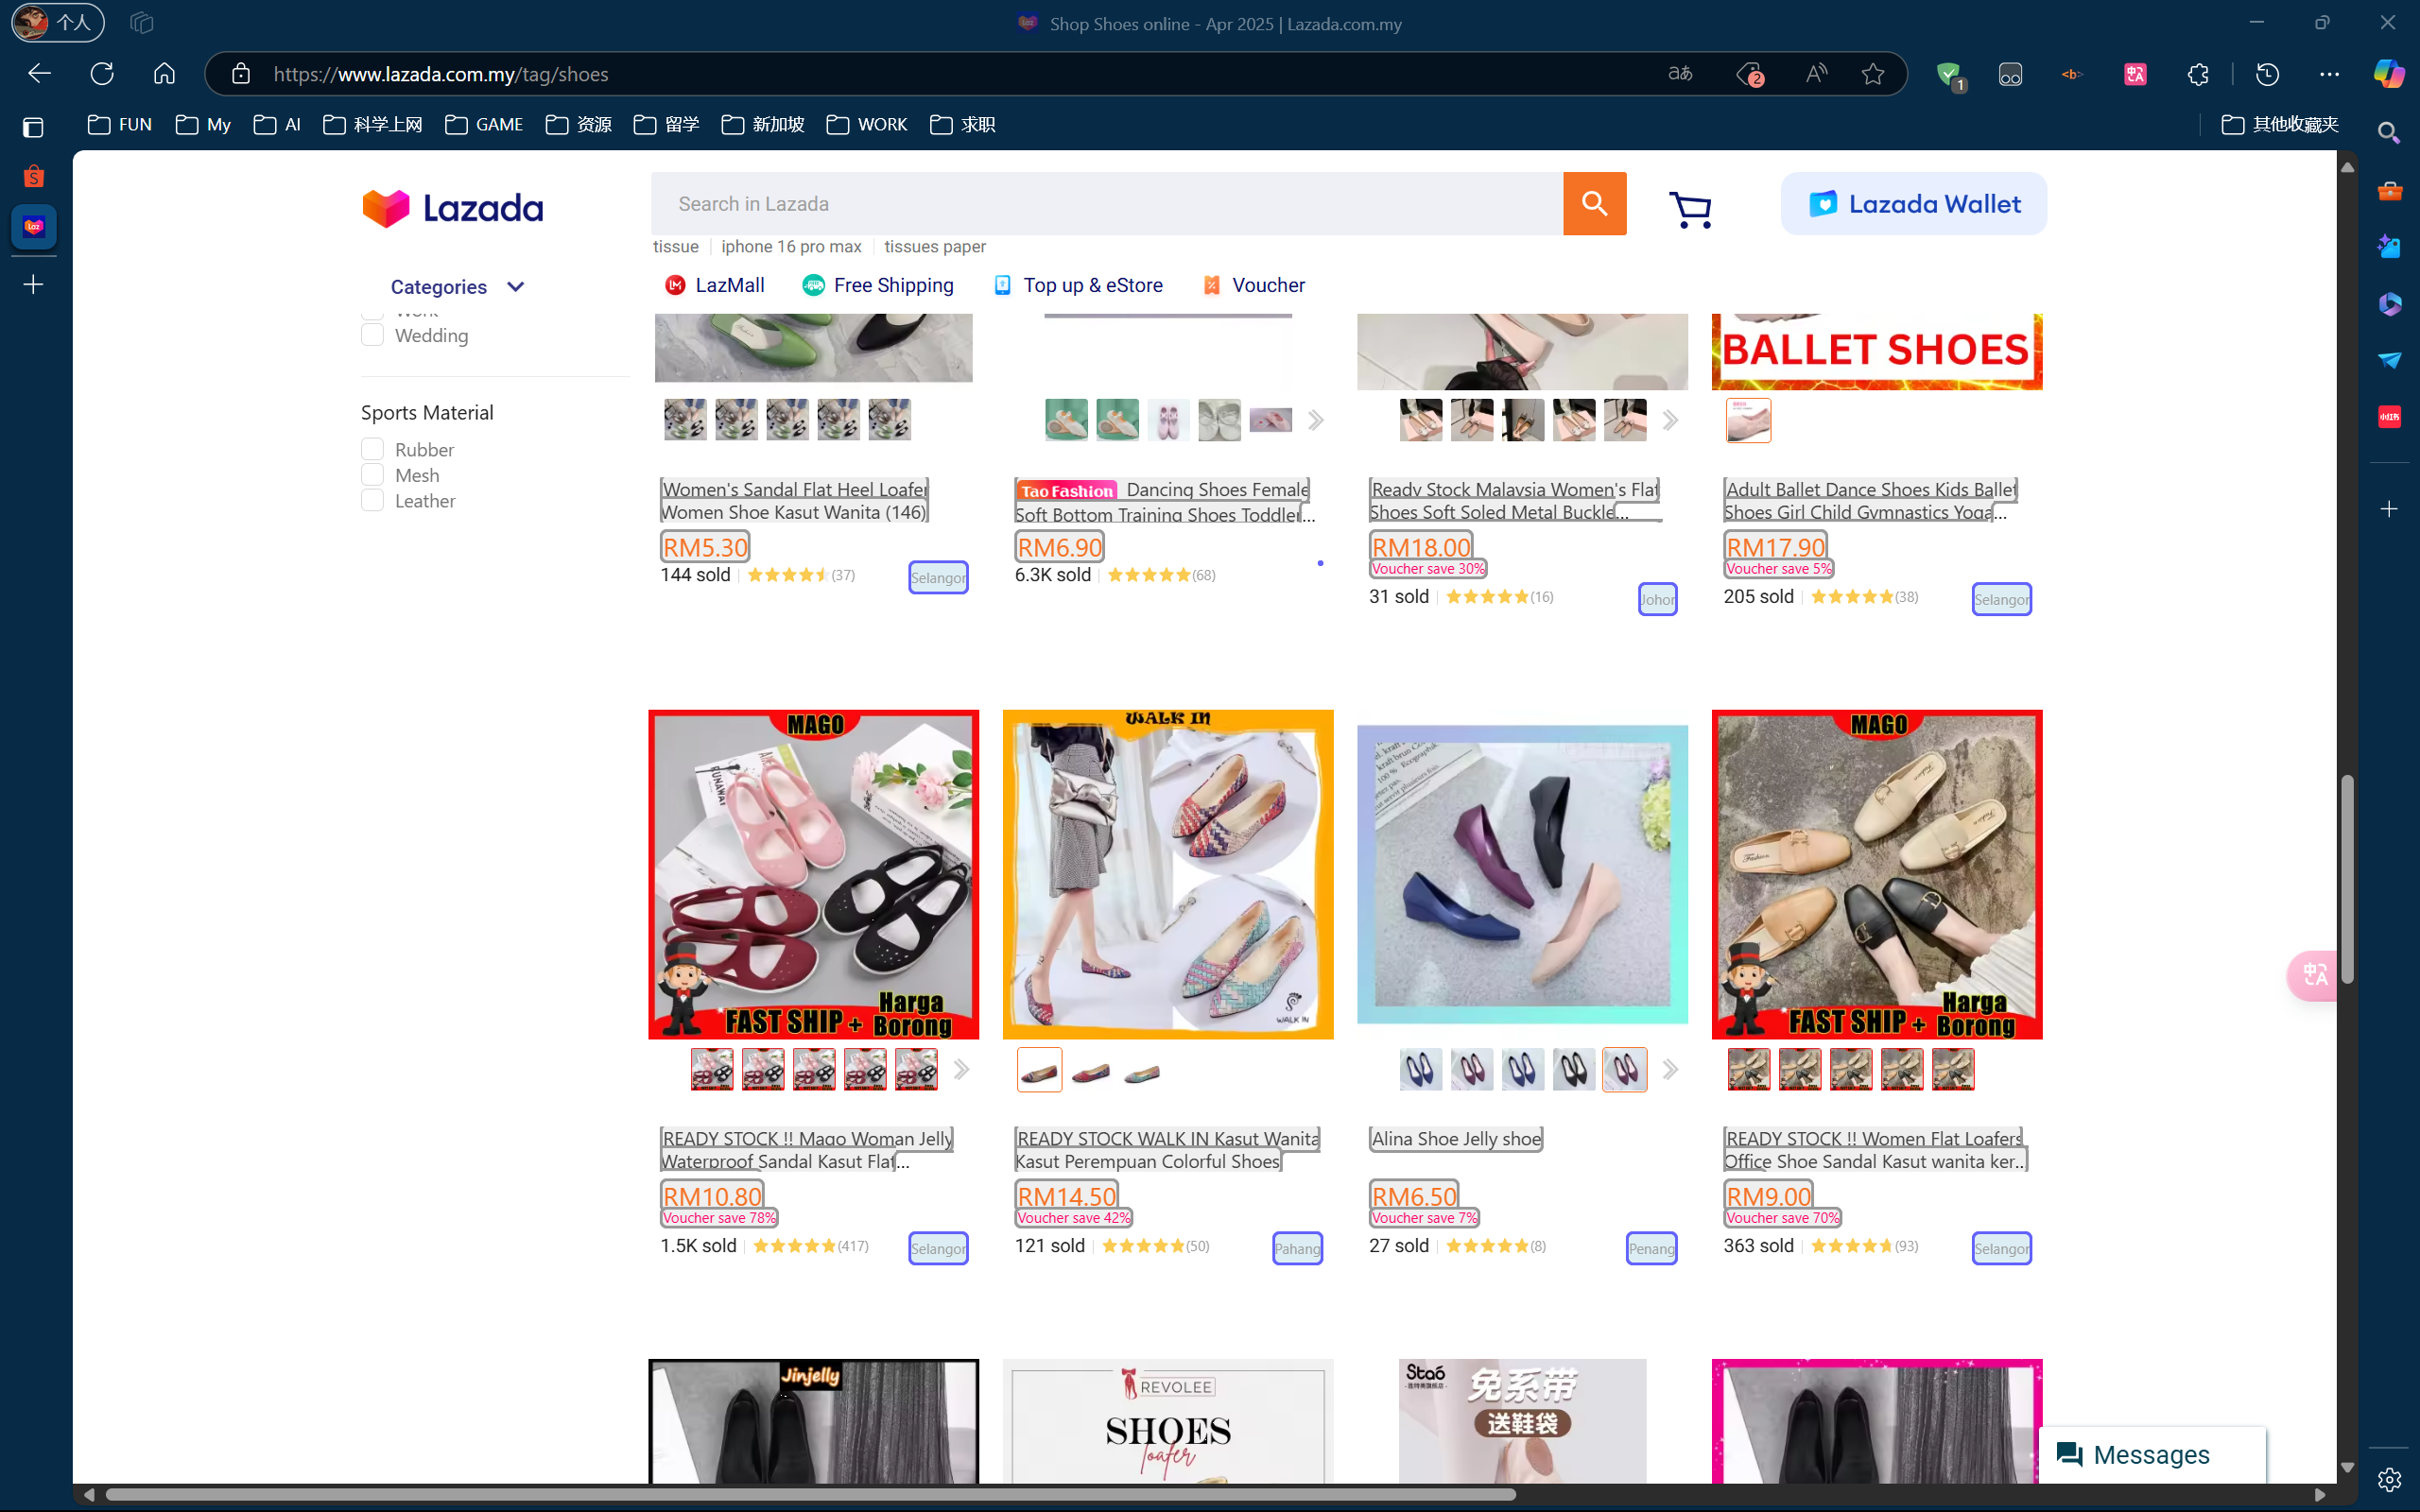 个人
Shop Shoes online - Apr 2025 | Lazada.com.my
https://www.lazada.com.my/tag/shoes
2
1
FUN My AI 科学上网 GAME 资源 留学 新加坡 WORK 求职 其他收藏夹
Lazada
Search in Lazada
Lazada Wallet
tissue iphone 16 pro max tissues paper
Categories
LazMall Free Shipping Top up & eStore Voucher
Wedding
Sports Material
Rubber
Mesh
Leather
BALLET SHOES
Women's Sandal Flat Heel Loafer
Women Shoe Kasut Wanita (146)
RM5.30
144 sold (37) Selangor
Tao Fashion Dancing Shoes Female
Soft Bottom Training Shoes Toddler...
RM6.90
6.3K sold (68)
Ready Stock Malaysia Women's Flat
Shoes Soft Soled Metal Buckle...
RM18.00
Voucher save 30%
31 sold (16) Johor
Adult Ballet Dance Shoes Kids Ballet
Shoes Girl Child Gymnastics Yoga...
RM17.90
Voucher save 5%
205 sold (38) Selangor
MAGO
FAST SHIP + Harga Borong
WALK IN
WALK IN
MAGO
FAST SHIP + Harga Borong
READY STOCK !! Mago Woman Jelly
Waterproof Sandal Kasut Flat...
RM10.80
Voucher save 78%
1.5K sold (417) Selangor
READY STOCK WALK IN Kasut Wanita
Kasut Perempuan Colorful Shoes
RM14.50
Voucher save 42%
121 sold (50) Pahang
Alina Shoe Jelly shoe
RM6.50
Voucher save 7%
27 sold (8) Penang
READY STOCK !! Women Flat Loafers
Office Shoe Sandal Kasut wanita ker...
RM9.00
Voucher save 70%
363 sold (93) Selangor
Jinjelly
REVOLEE
SHOES
loafer
Staó
免系带
送鞋袋
Messages